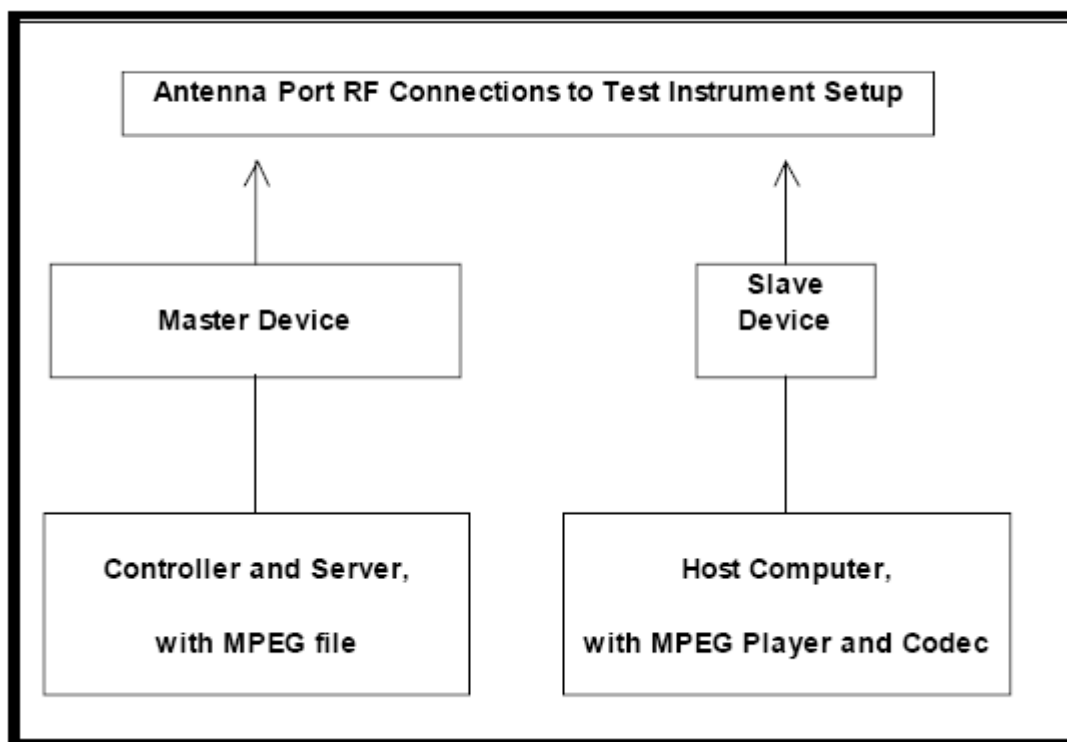 Antenna Port RF Connections to Test Instrument Setup
Master Device
Slave
Device
Controller and Server,
with MPEG file
Host Computer,
with MPEG Player and Codec